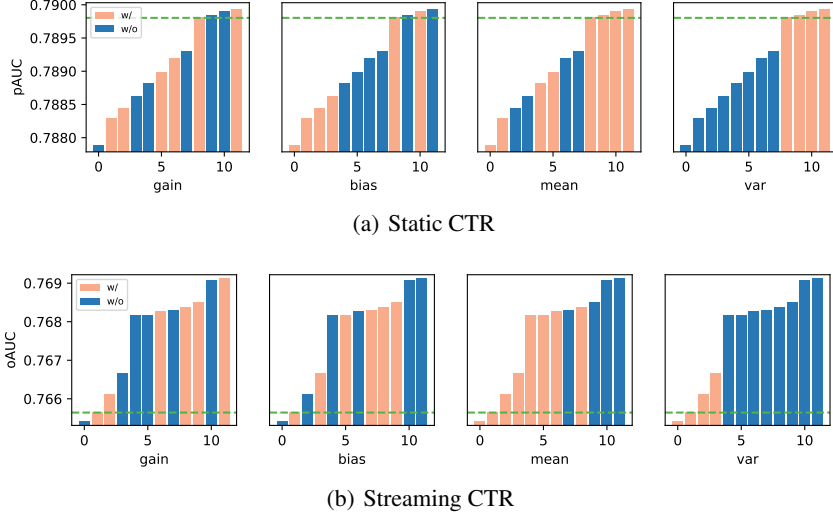 0.7900
0.7895
0.7890
0.7885
0.7880
pAUC
w/
w/o
0 5 10
gain
0 5 10
bias
0 5 10
mean
0 5 10
var
(a) Static CTR
0.769
0.768
0.767
0.766
oAUC
w/
w/o
0 5 10
gain
0 5 10
bias
0 5 10
mean
0 5 10
var
(b) Streaming CTR